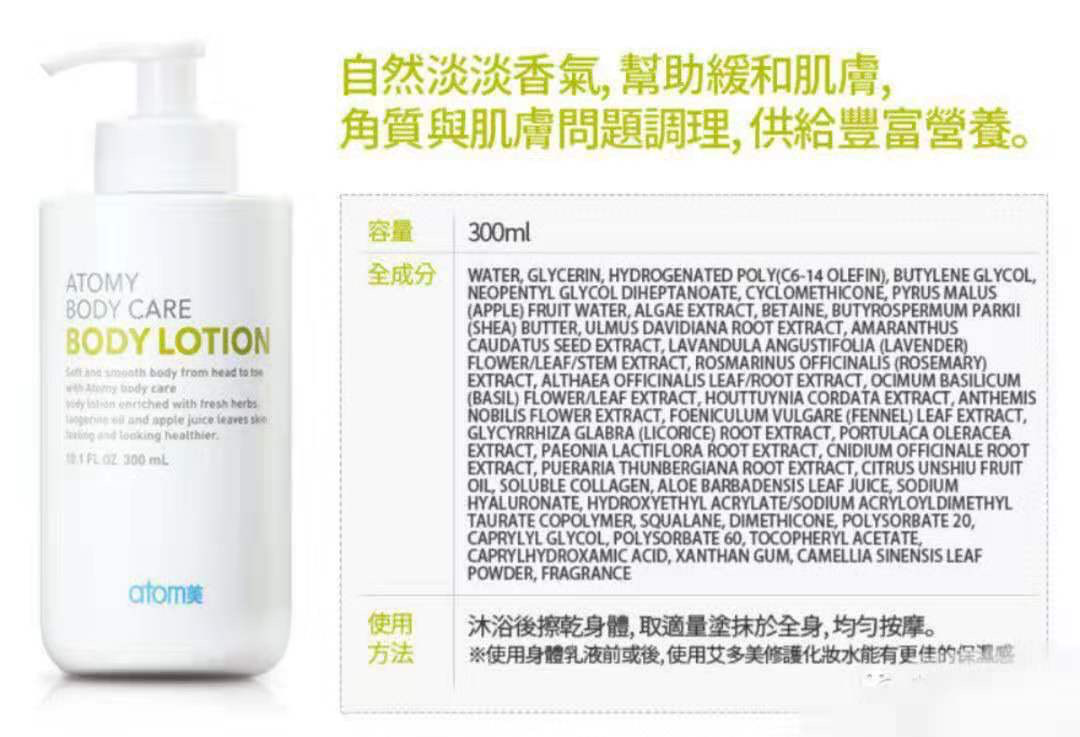 自然淡淡香氣, 幫助緩和肌膚,
角質與肌膚問題調理, 供給豐富營養。
ATOMY
BODY CARE
BODY LOTION
Soft and smooth body from head to toe
with Atomy body care
body lotion enriched with fresh herbs,
tangerine oil and apple juice leaves skin
feeling and looking healthier.
10.1 FL OZ 300 mL
atom美
容量 300ml
全成分
WATER, GLYCERIN, HYDROGENATED POLY(C6-14 OLEFIN), BUTYLENE GLYCOL,
NEOPENTYL GLYCOL DIHEPTANOATE, CYCLOMETHICONE, PYRUS MALUS
(APPLE) FRUIT WATER, ALGAE EXTRACT, BETAINE, BUTYROSPERMUM PARKII
(SHEA) BUTTER, ULMUS DAVIDIANA ROOT EXTRACT, AMARANTHUS
CAUDATUS SEED EXTRACT, LAVANDULA ANGUSTIFOLIA (LAVENDER)
FLOWER/LEAF/STEM EXTRACT, ROSMARINUS OFFICINALIS (ROSEMARY)
EXTRACT, ALTHAEA OFFICINALIS LEAF/ROOT EXTRACT, OCIMUM BASILICUM
(BASIL) FLOWER/LEAF EXTRACT, HOUTTUYNIA CORDATA EXTRACT, ANTHEMIS
NOBILIS FLOWER EXTRACT, FOENICULUM VULGARE (FENNEL) LEAF EXTRACT,
GLYCYRRHIZA GLABRA (LICORICE) ROOT EXTRACT, PORTULACA OLERACEA
EXTRACT, PAEONIA LACTIFLORA ROOT EXTRACT, CNIDIUM OFFICINALE ROOT
EXTRACT, PUERARIA THUNBERGIANA ROOT EXTRACT, CITRUS UNSHIU FRUIT
OIL, SOLUBLE COLLAGEN, ALOE BARBADENSIS LEAF JUICE, SODIUM
HYALURONATE, HYDROXYETHYL ACRYLATE/SODIUM ACRYLOYLDIMETHYL
TAURATE COPOLYMER, SQUALANE, DIMETHICONE, POLYSORBATE 20,
CAPRYLYL GLYCOL, POLYSORBATE 60, TOCOPHERYL ACETATE,
CAPRYLHYDROXAMIC ACID, XANTHAN GUM, CAMELLIA SINENSIS LEAF
POWDER, FRAGRANCE
使用
方法
沐浴後擦乾身體, 取適量塗抹於全身, 均勻按摩。
※使用身體乳液前或後, 使用艾多美修護化妝水能有更佳的保濕感